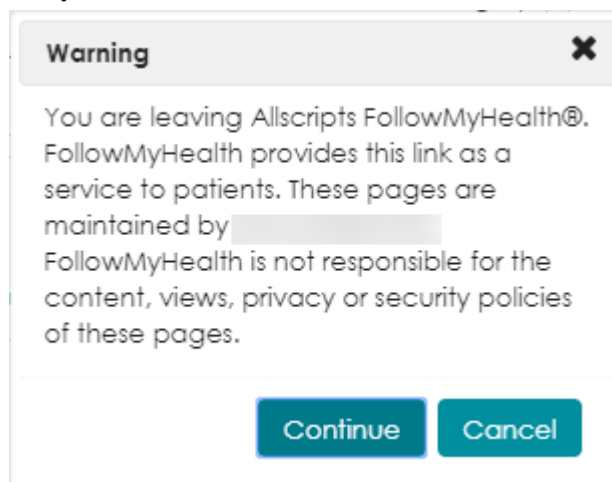 Warning
You are leaving Allscripts FollowMyHealth®.
FollowMyHealth provides this link as a
service to patients. These pages are
maintained by
FollowMyHealth is not responsible for the
content, views, privacy or security policies
of these pages.
Continue Cancel